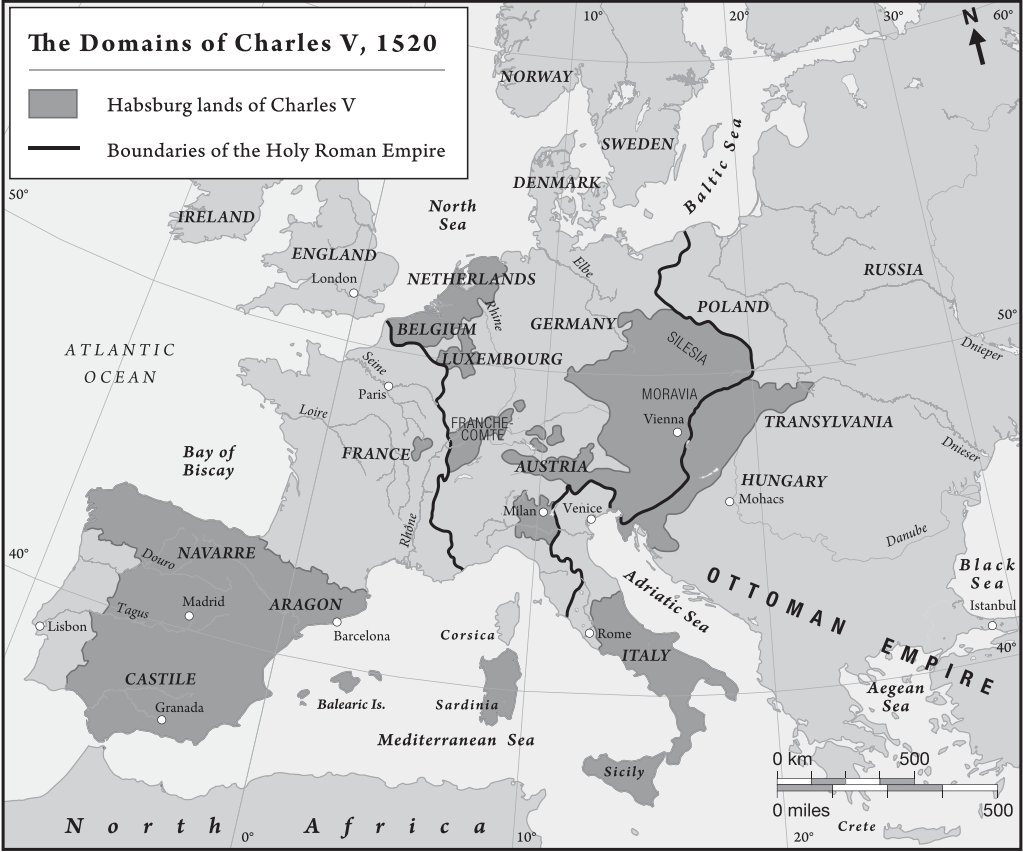 The Domains of Charles V, 1520
Habsburg lands of Charles V
Boundaries of the Holy Roman Empire
10°
20°
30°
N
60°
NORWAY
SWEDEN
Baltic Sea
DENMARK
50°
IRELAND
North
Sea
ENGLAND
London
NETHERLANDS
Elbe
RUSSIA
Rhine
POLAND
50°
BELGIUM
GERMANY
SILESIA
Dnieper
ATLANTIC
OCEAN
Seine
LUXEMBOURG
Paris
MORAVIA
Loire
FRANCHE-
COMTE
Vienna
TRANSYLVANIA
Bay of
Biscay
FRANCE
AUSTRIA
Dnieser
HUNGARY
Mohacs
Milan
Venice
Rhône
Danube
40°
NAVARRE
Douro
Black
Sea
Adriatic Sea
OTTOMAN EMPIRE
Madrid
ARAGON
Tagus
Istanbul
Lisbon
Barcelona
Corsica
Rome
40°
ITALY
CASTILE
Aegean
Sea
Granada
Balearic Is.
Sardinia
Mediterranean Sea
0 km 500
Sicily
0 miles 500
North Africa
0°
10°
20°
Crete